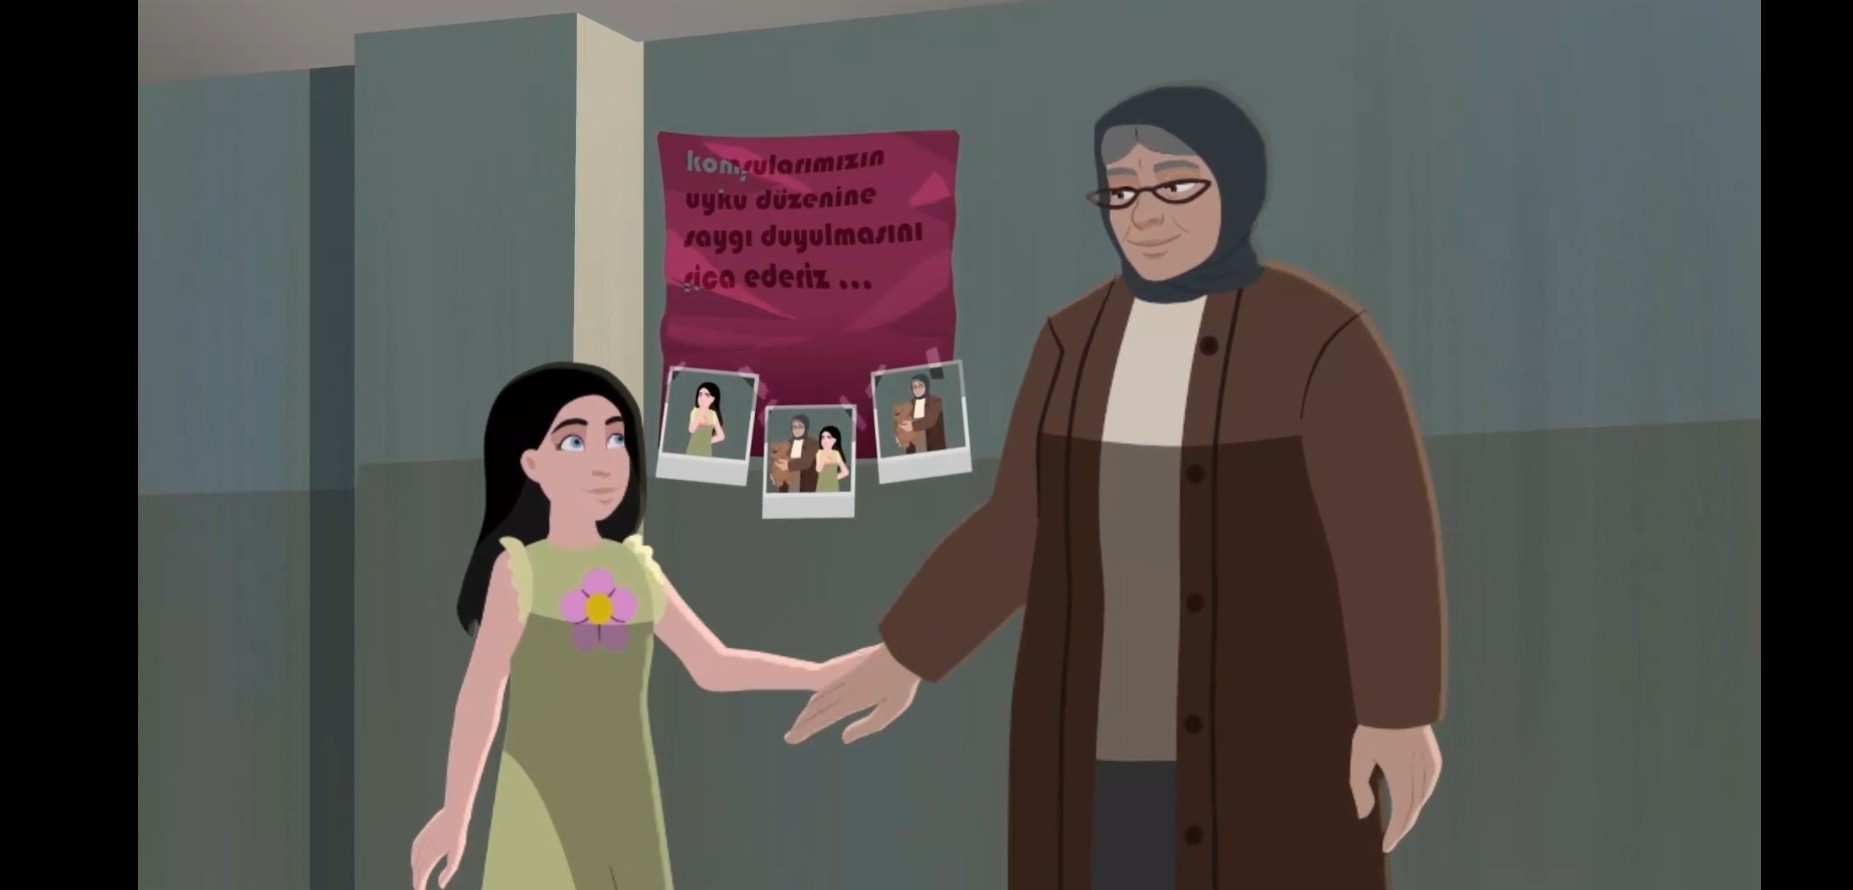 komşularımızın
uyku düzenine
saygı duyulmasını
rica ederiz ...